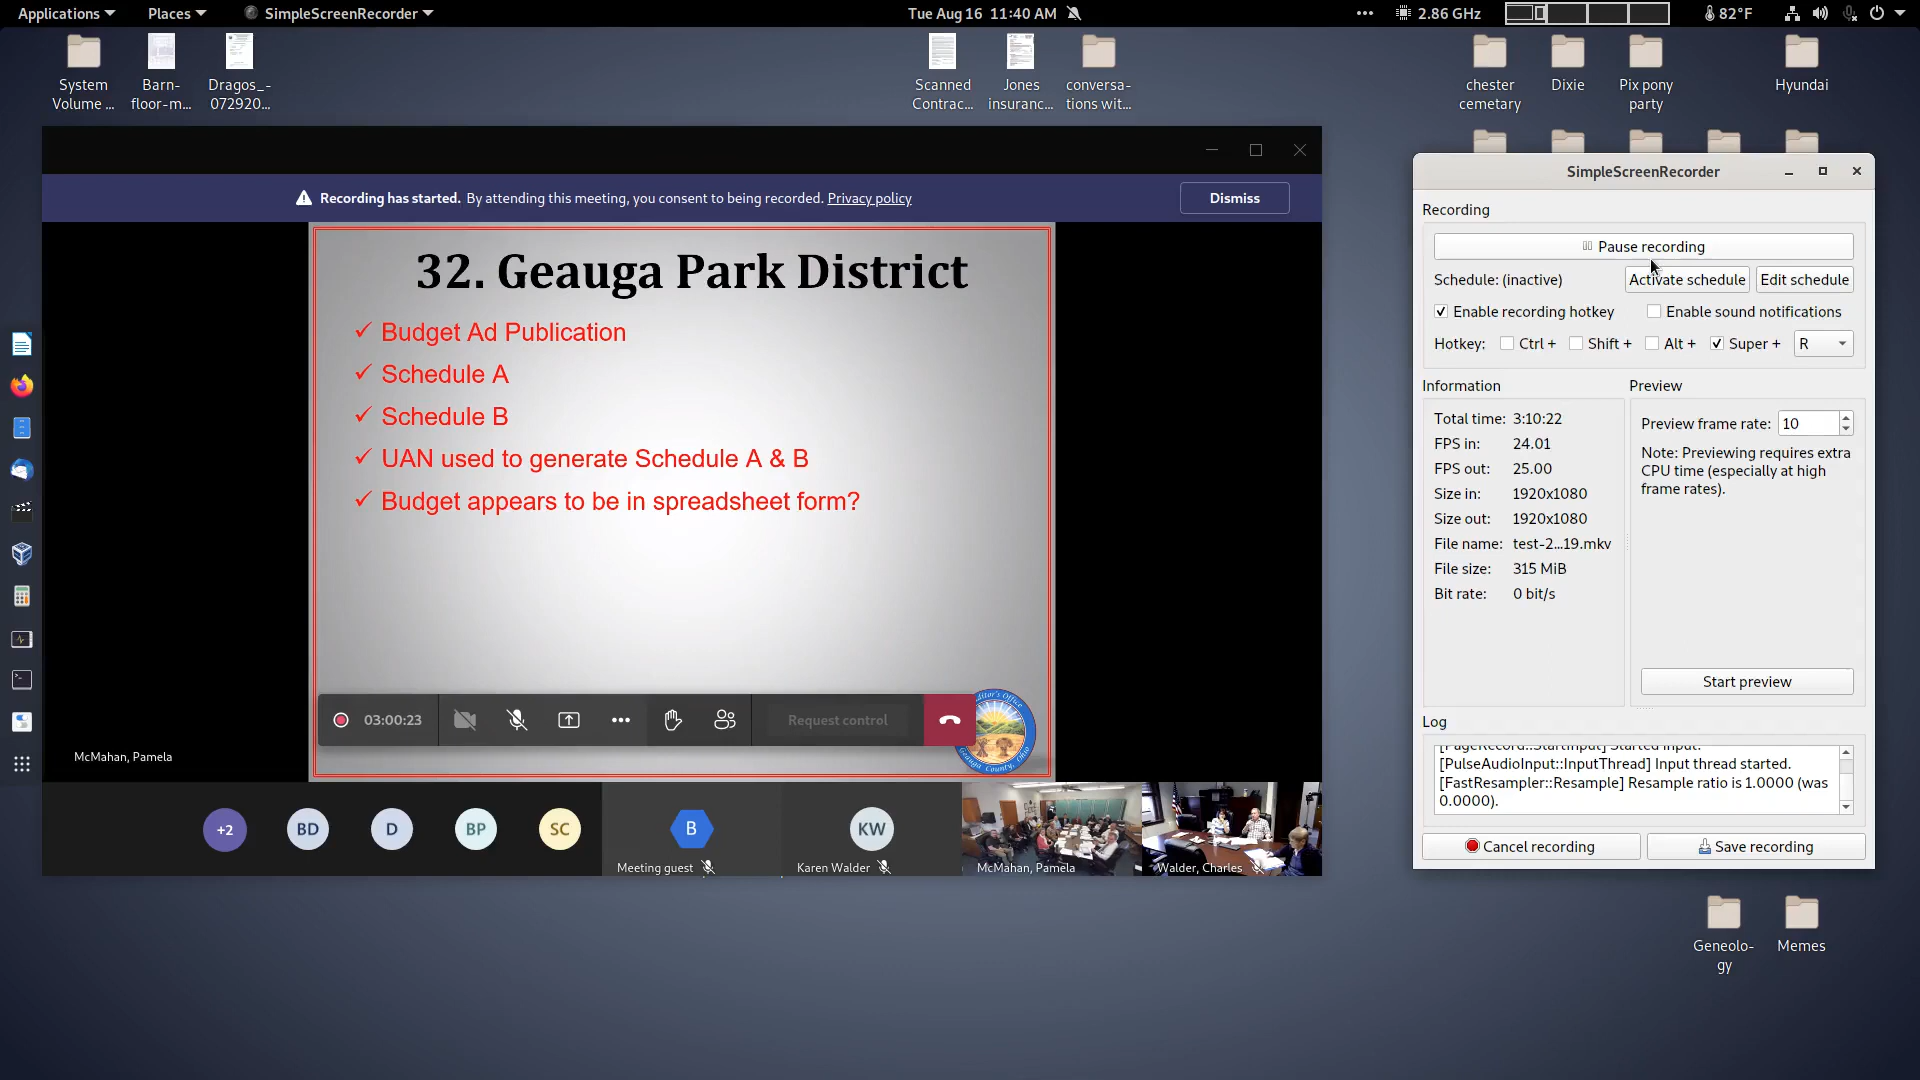 Applications Places SimpleScreenRecorder Tue Aug 16 11:40 AM 2.86 GHz 82°F
System Volume ...
Barn-floor-m...
Dragos_-072920...
Scanned Contrac...
Jones insuranc...
conversa-tions wit...
chester cemetary
Dixie
Pix pony party
Hyundai
Recording has started. By attending this meeting, you consent to being recorded. Privacy policy Dismiss
32. Geauga Park District
✓ Budget Ad Publication
✓ Schedule A
✓ Schedule B
✓ UAN used to generate Schedule A & B
✓ Budget appears to be in spreadsheet form?
03:00:23 Request control
Geauga County, Ohio
McMahan, Pamela
+2 BD D BP SC B KW
Meeting guest Karen Walder McMahan, Pamela Walder, Charles
SimpleScreenRecorder
Recording
Pause recording
Schedule: (inactive) Activate schedule Edit schedule
Enable recording hotkey Enable sound notifications
Hotkey: Ctrl + Shift + Alt + Super + R
Information
Total time: 3:10:22
FPS in: 24.01
FPS out: 25.00
Size in: 1920x1080
Size out: 1920x1080
File name: test-2...19.mkv
File size: 315 MiB
Bit rate: 0 bit/s
Preview
Preview frame rate: 10
Note: Previewing requires extra
CPU time (especially at high
frame rates).
Start preview
Log
[PageRecord::StartInput] Started input.
[PulseAudioInput::InputThread] Input thread started.
[FastResampler::Resample] Resample ratio is 1.0000 (was
0.0000).
Cancel recording Save recording
Geneolo-gy
Memes